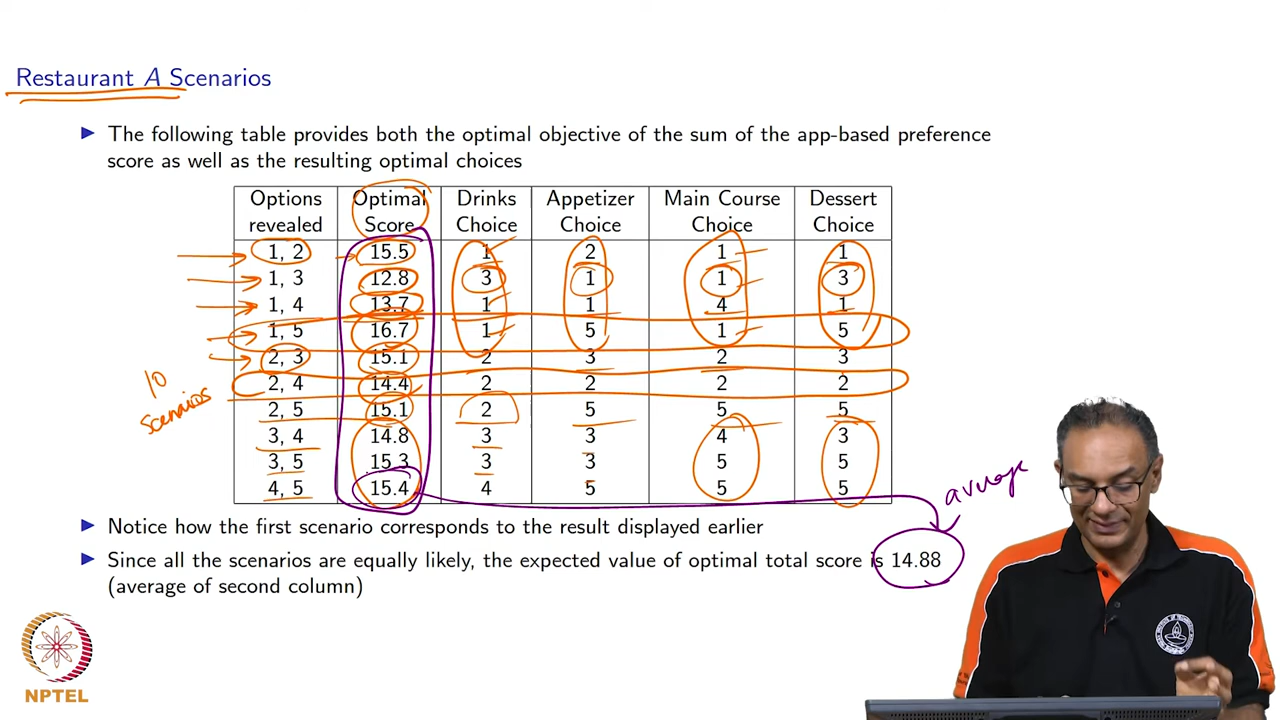 Restaurant A Scenarios
▶ The following table provides both the optimal objective of the sum of the app-based preference
score as well as the resulting optimal choices
Options revealed | Optimal Score | Drinks Choice | Appetizer Choice | Main Course Choice | Dessert Choice
1, 2 | 15.5 | 1 | 2 | 1 | 1
1, 3 | 12.8 | 3 | 1 | 1 | 3
1, 4 | 13.7 | 1 | 1 | 4 | 1
1, 5 | 16.7 | 1 | 5 | 1 | 5
2, 3 | 15.1 | 2 | 3 | 2 | 3
2, 4 | 14.4 | 2 | 2 | 2 | 2
2, 5 | 15.1 | 2 | 5 | 5 | 5
3, 4 | 14.8 | 3 | 3 | 4 | 3
3, 5 | 15.3 | 3 | 3 | 5 | 5
4, 5 | 15.4 | 4 | 5 | 5 | 5
10
scenarios
average
▶ Notice how the first scenario corresponds to the result displayed earlier
▶ Since all the scenarios are equally likely, the expected value of optimal total score is 14.88
(average of second column)
NPTEL